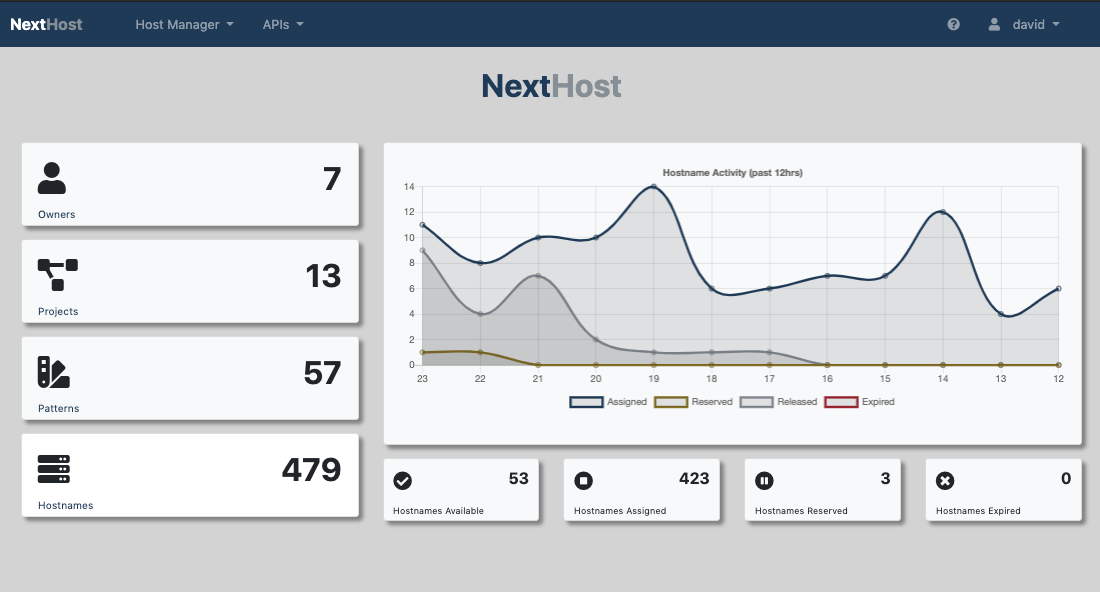 NextHost Host Manager APIs david
NextHost
7
Owners
13
Projects
57
Patterns
479
Hostnames
Hostname Activity (past 12hrs)
14
12
10
8
6
4
2
0
23 22 21 20 19 18 17 16 15 14 13 12
Assigned Reserved Released Expired
53
Hostnames Available
423
Hostnames Assigned
3
Hostnames Reserved
0
Hostnames Expired